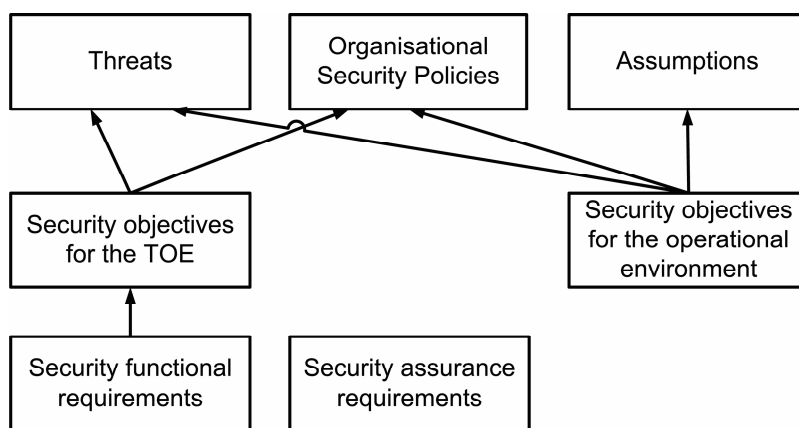 Threats
Organisational
Security Policies
Assumptions
Security objectives
for the TOE
Security objectives
for the operational
environment
Security functional
requirements
Security assurance
requirements